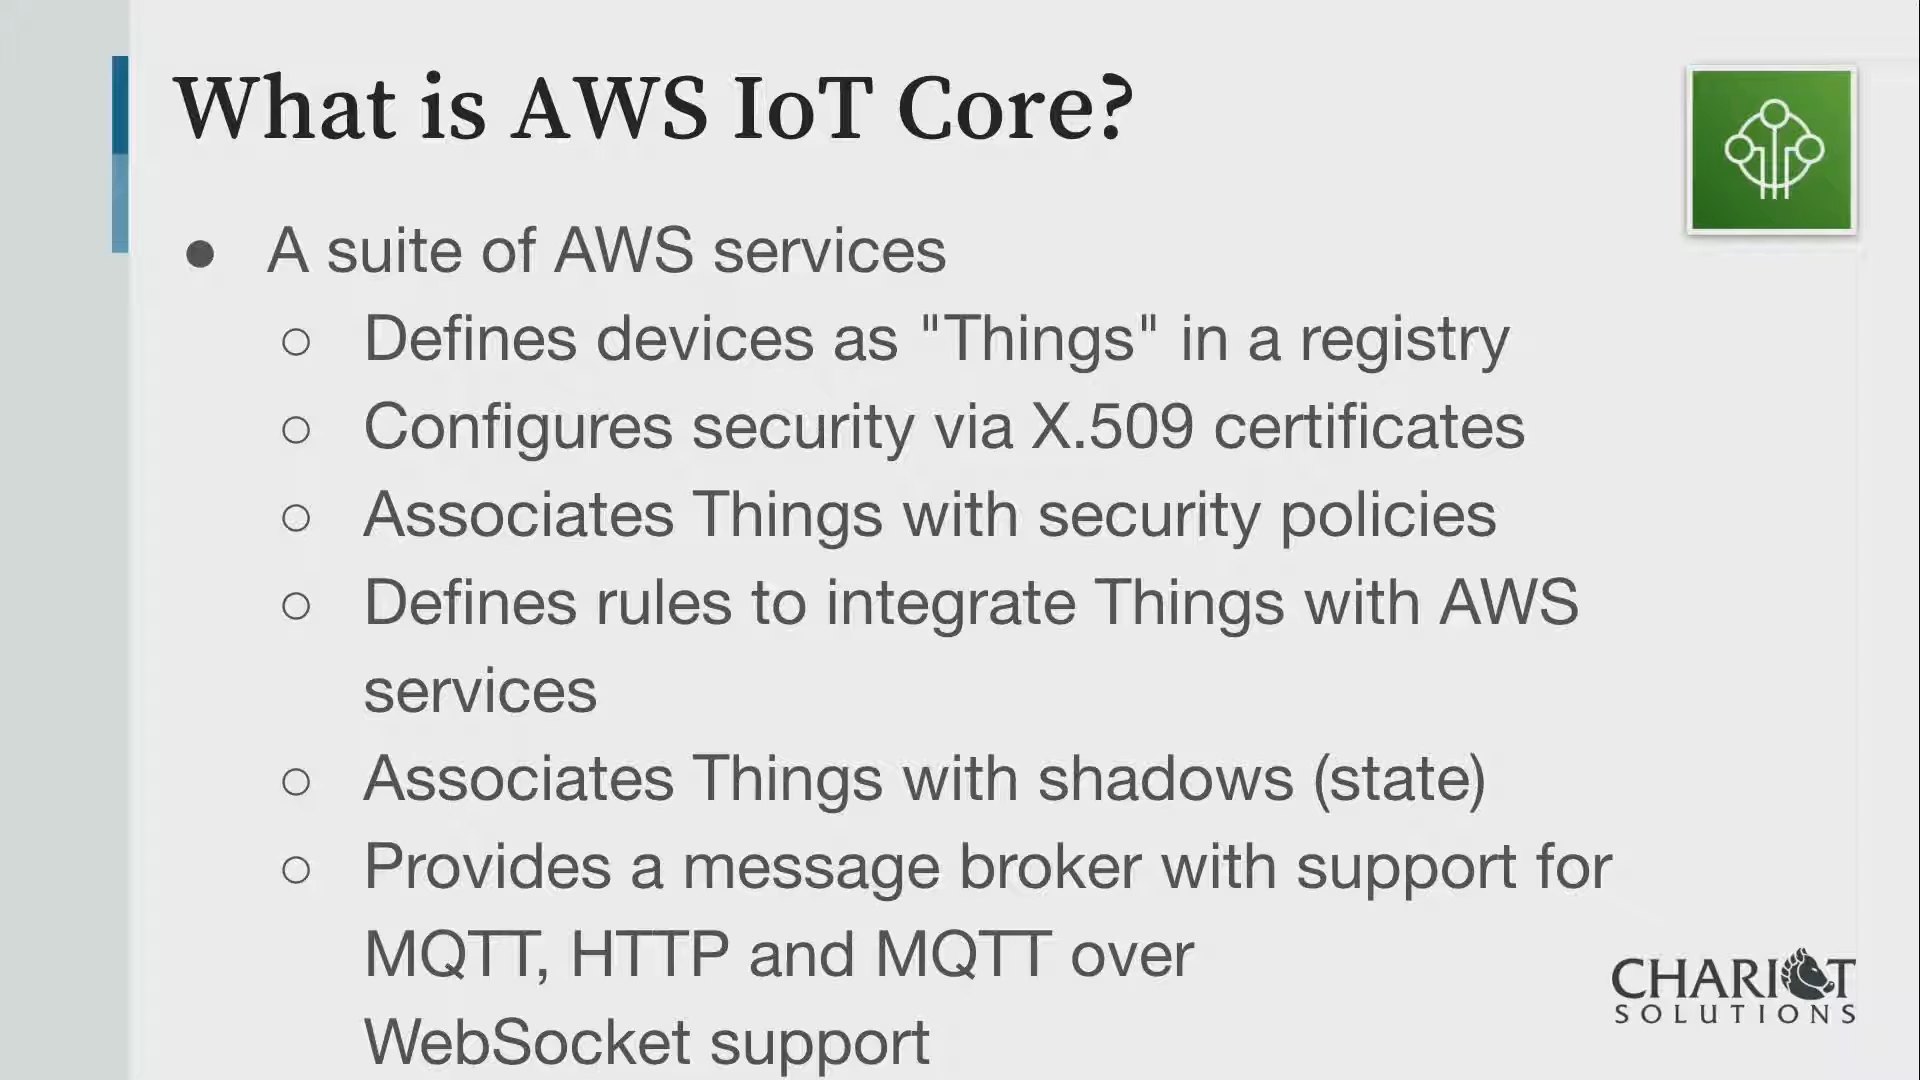 What is AWS IoT Core?
● A suite of AWS services
○ Defines devices as "Things" in a registry
○ Configures security via X.509 certificates
○ Associates Things with security policies
○ Defines rules to integrate Things with AWS
services
○ Associates Things with shadows (state)
○ Provides a message broker with support for
MQTT, HTTP and MQTT over
WebSocket support
CHARIOT
SOLUTIONS